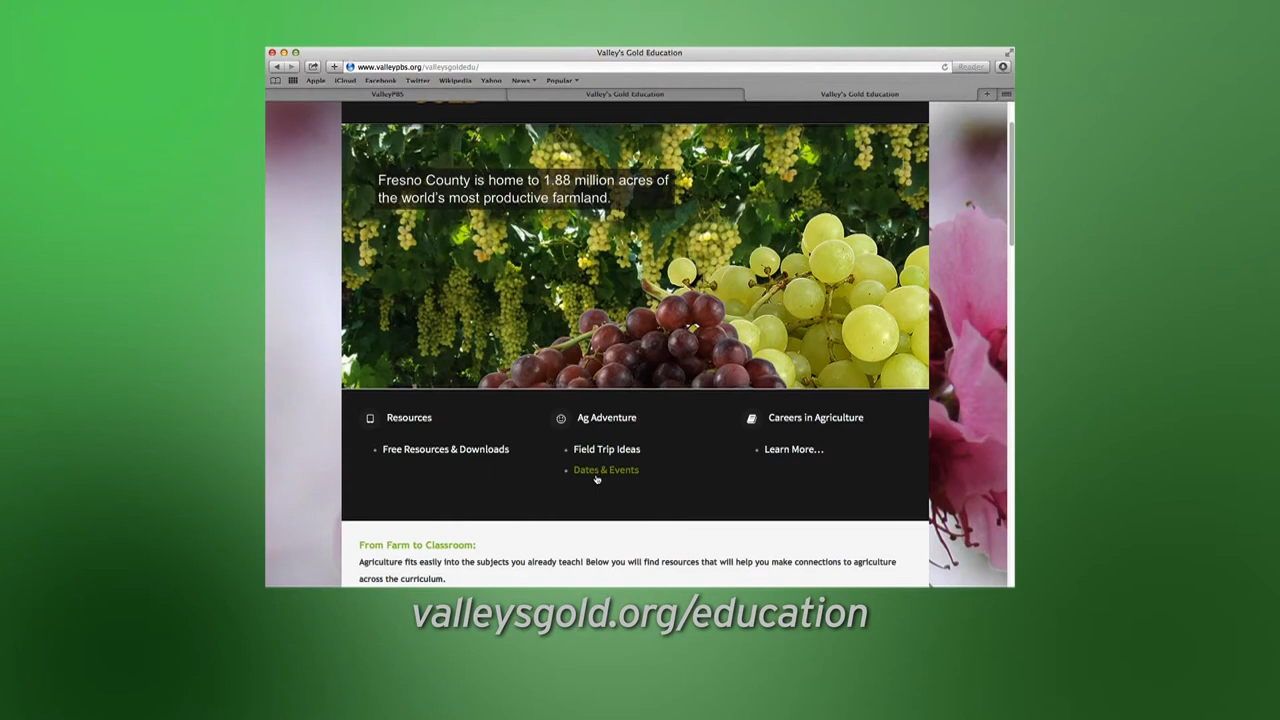 Valley's Gold Education
www.valleypbs.org/valleysgoldedu/
Reader
Apple iCloud Facebook Twitter Wikipedia Yahoo News Popular
ValleyPBS Valley's Gold Education Valley's Gold Education
Fresno County is home to 1.88 million acres of
the world's most productive farmland.
Resources
Free Resources & Downloads
Ag Adventure
Field Trip Ideas
Dates & Events
Careers in Agriculture
Learn More...
From Farm to Classroom:
Agriculture fits easily into the subjects you already teach! Below you will find resources that will help you make connections to agriculture
across the curriculum.
valleysgold.org/education